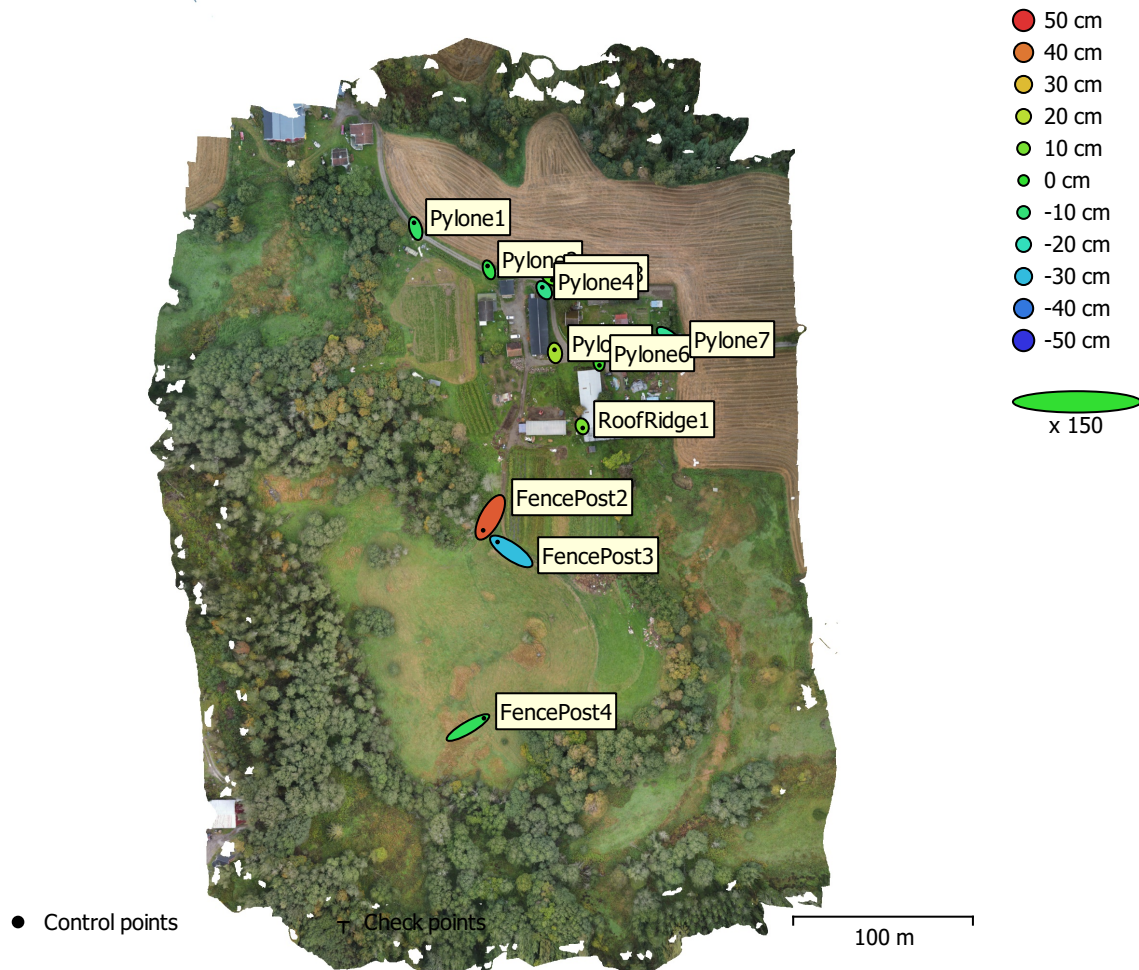 50 cm
40 cm
30 cm
20 cm
10 cm
0 cm
-10 cm
-20 cm
-30 cm
-40 cm
-50 cm
x 150
Pylone1
Pylone4
Pylone7
Pylone6
RoofRidge1
FencePost2
FencePost3
FencePost4
Control points
Check points
100 m